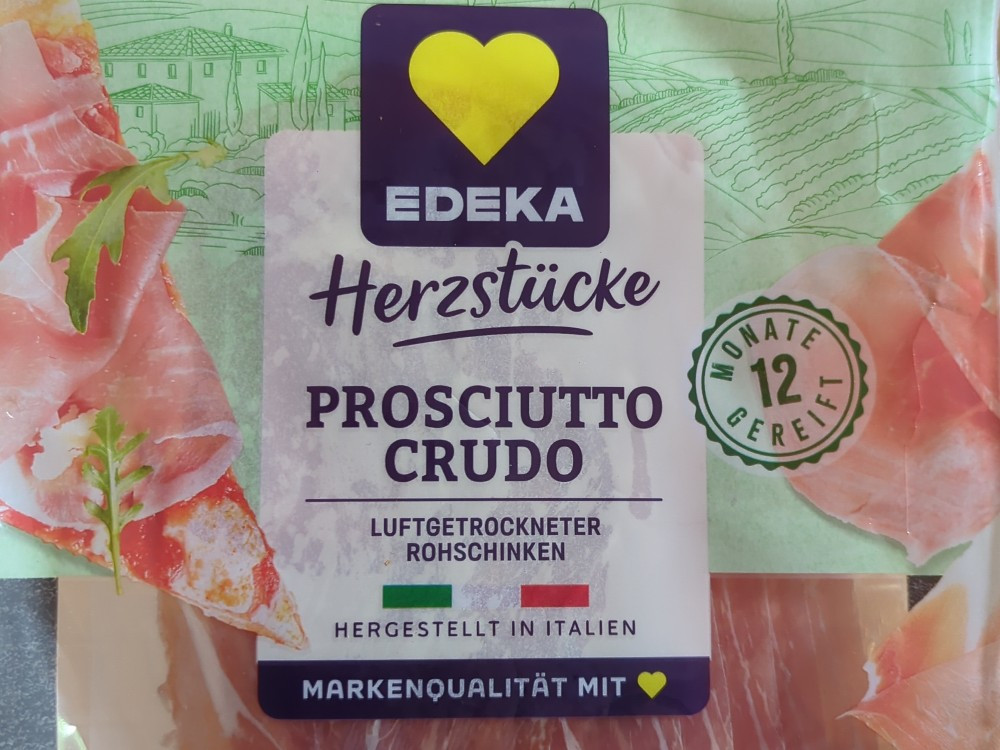 EDEKA
Herzstücke
PROSCIUTTO
CRUDO
LUFTGETROCKNETER
ROHSCHINKEN
HERGESTELLT IN ITALIEN
MARKENQUALITÄT MIT
MONATE
12
GEREIFT